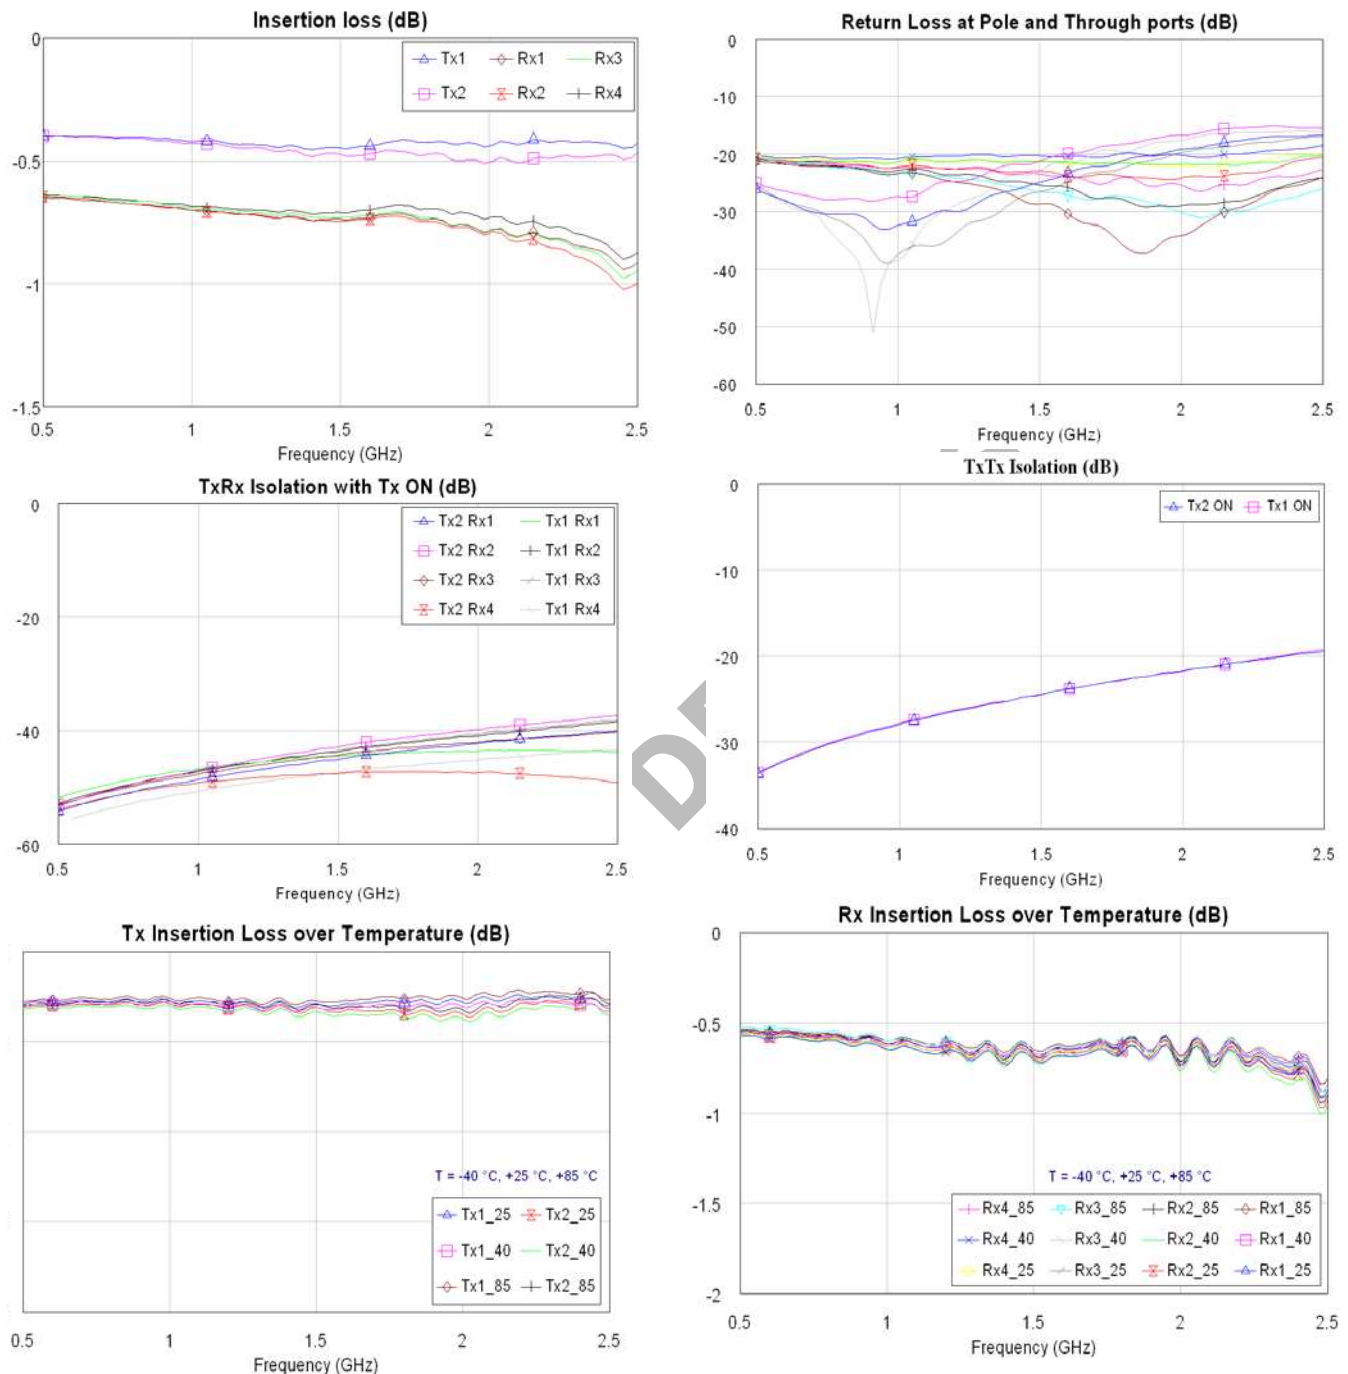 Insertion loss (dB)
0
-0.5
-1
-1.5
Tx1 Rx1 Rx3
Tx2 Rx2 Rx4
0.5 1 1.5 2 2.5
Frequency (GHz)
Return Loss at Pole and Through ports (dB)
0
-10
-20
-30
-40
-50
-60
0.5 1 1.5 2 2.5
Frequency (GHz)
TxRx Isolation with Tx ON (dB)
0
-20
-40
-60
Tx2 Rx1 Tx1 Rx1
Tx2 Rx2 Tx1 Rx2
Tx2 Rx3 Tx1 Rx3
Tx2 Rx4 Tx1 Rx4
0.5 1 1.5 2 2.5
Frequency (GHz)
TxTx Isolation (dB)
0
-10
-20
-30
-40
Tx2 ON Tx1 ON
0.5 1 1.5 2 2.5
Frequency (GHz)
Tx Insertion Loss over Temperature (dB)
T = -40 °C, +25 °C, +85 °C
Tx1_25 Tx2_25
Tx1_40 Tx2_40
Tx1_85 Tx2_85
0.5 1 1.5 2 2.5
Frequency (GHz)
Rx Insertion Loss over Temperature (dB)
0
-0.5
-1
-1.5
-2
T = -40 °C, +25 °C, +85 °C
Rx4_85 Rx3_85 Rx2_85 Rx1_85
Rx4_40 Rx3_40 Rx2_40 Rx1_40
Rx4_25 Rx3_25 Rx2_25 Rx1_25
0.5 1 1.5 2 2.5
Frequency (GHz)
D